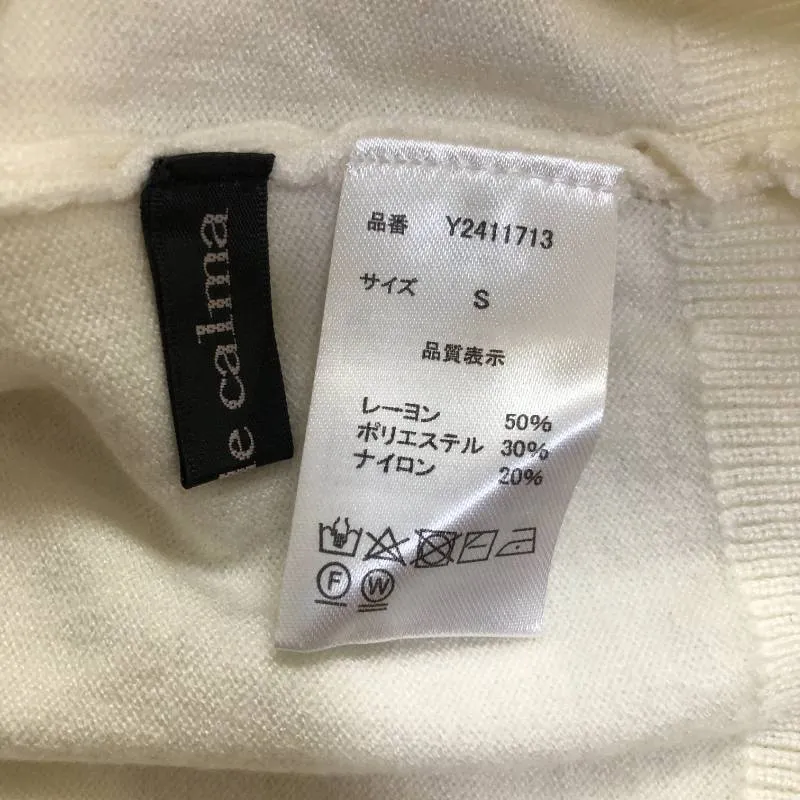 calma
品番 Y2411713
サイズ S
品質表示
レーヨン 50%
ポリエステル 30%
ナイロン 20%
F W